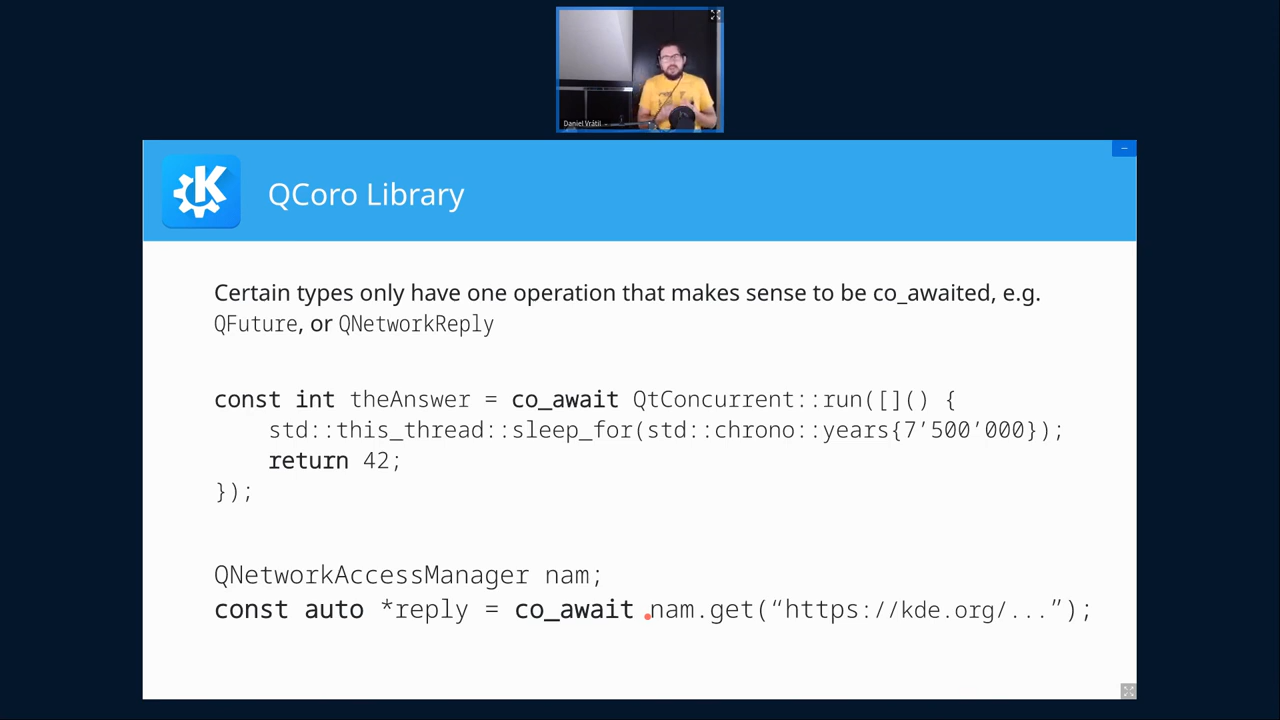 Daniel Vrátil
QCoro Library
Certain types only have one operation that makes sense to be co_awaited, e.g.
QFuture, or QNetworkReply
const int theAnswer = co_await QtConcurrent::run([]() {
    std::this_thread::sleep_for(std::chrono::years{7’500’000});
    return 42;
});
QNetworkAccessManager nam;
const auto *reply = co_await nam.get(“https://kde.org/...”);